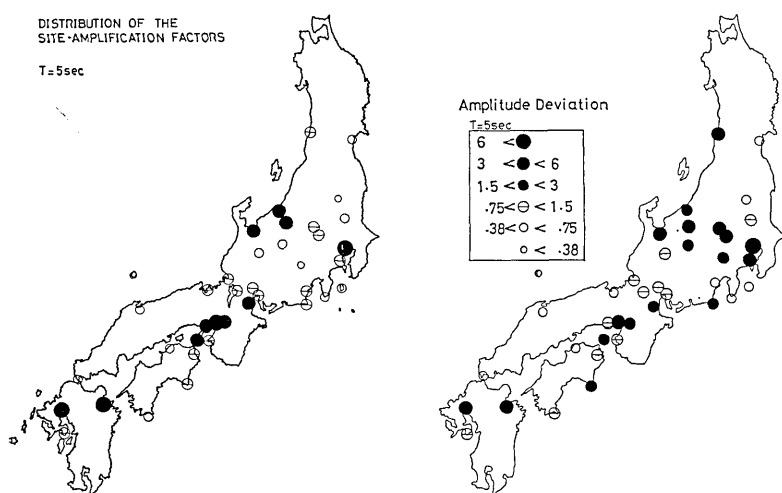 DISTRIBUTION OF THE
SITE-AMPLIFICATION FACTORS
T=5sec
Amplitude Deviation
T=5sec
6 <
3 < < 6
1.5 < < 3
.75 < < 1.5
.38 < < .75
< .38